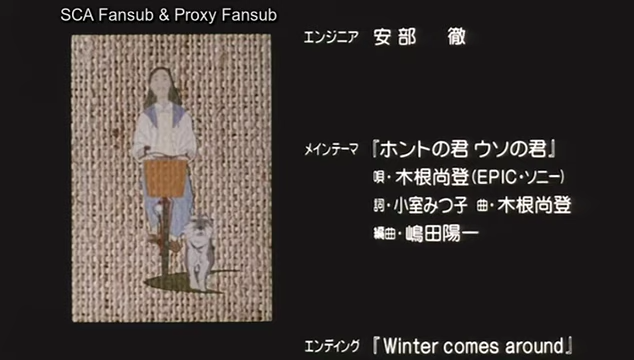 SCA Fansub & Proxy Fansub
エンジニア 安部 徹
メインテーマ 『ホントの君 ウソの君』
唄・木根尚登(EPIC・ソニー)
詞・小室みつ子 曲・木根尚登
編曲・嶋田陽一
エンディング 『Winter comes around』